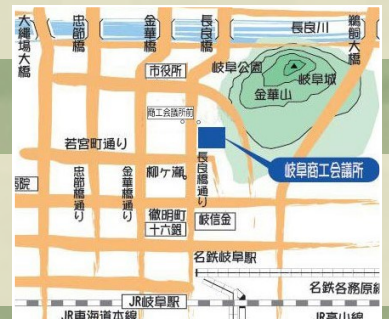 大縄場大橋
忠節橋
金華橋
長良橋
長良川
鵜飼大橋
市役所
岐阜公園
岐阜城
金華山
商工会議所前
若宮町通り
柳ヶ瀬
長良橋通り
岐阜商工会議所
忠節橋通り
金華橋通り
徹明町
十六銀
岐信金
名鉄岐阜駅
名鉄各務原線
JR岐阜駅
JR東海道本線
JR高山線